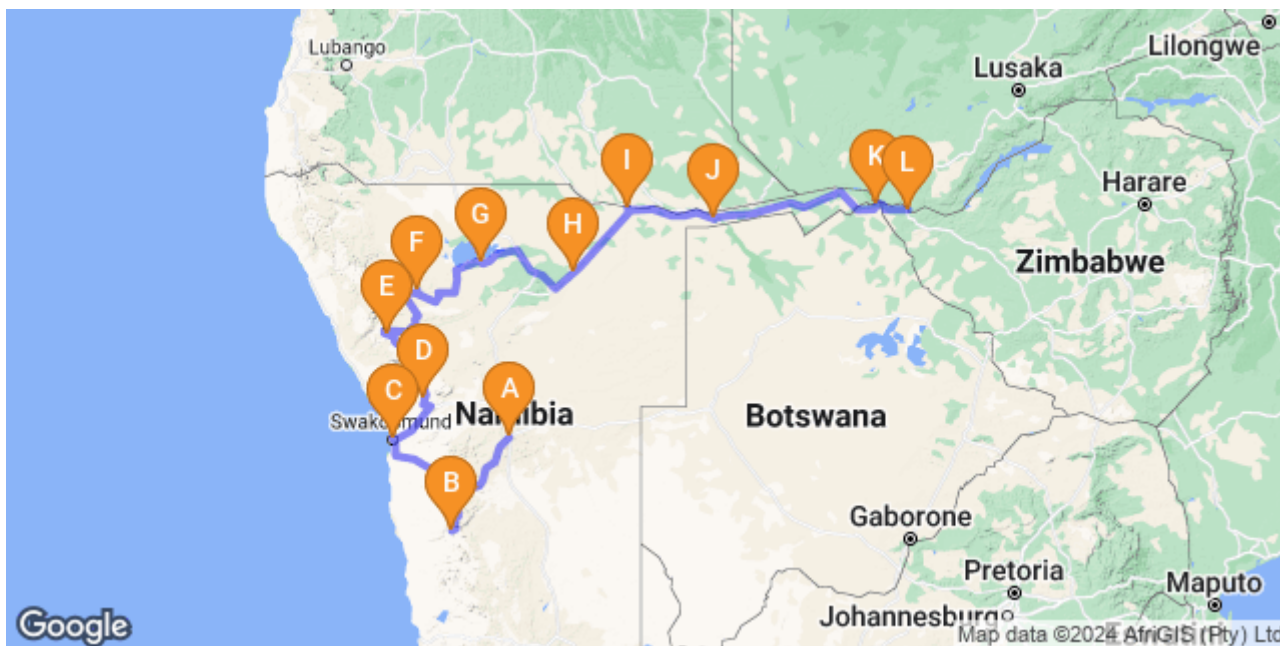 Lubango
Lilongwe
Lusaka
I
K
L
J
Harare
G
H
F
Zimbabwe
E
D
A
C
Namibia
Botswana
Swakopmund
B
Gaborone
Pretoria
Maputo
Johannesburg
Google
Map data ©2024 AfriGIS (Pty) Ltd